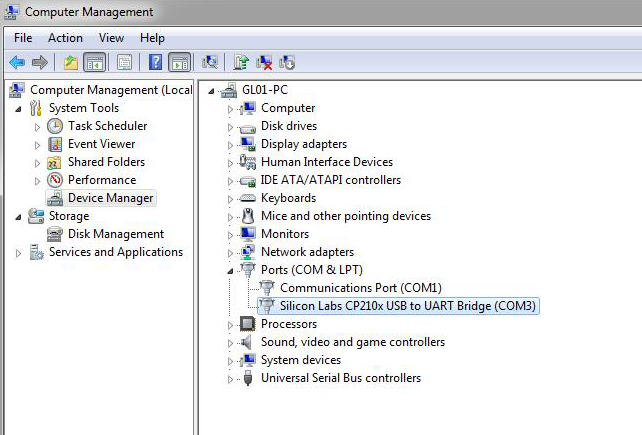 Computer Management
File Action View Help
Computer Management (Local
System Tools
Task Scheduler
Event Viewer
Shared Folders
Performance
Device Manager
Storage
Disk Management
Services and Applications
GL01-PC
Computer
Disk drives
Display adapters
Human Interface Devices
IDE ATA/ATAPI controllers
Keyboards
Mice and other pointing devices
Monitors
Network adapters
Ports (COM & LPT)
Communications Port (COM1)
Silicon Labs CP210x USB to UART Bridge (COM3)
Processors
Sound, video and game controllers
System devices
Universal Serial Bus controllers